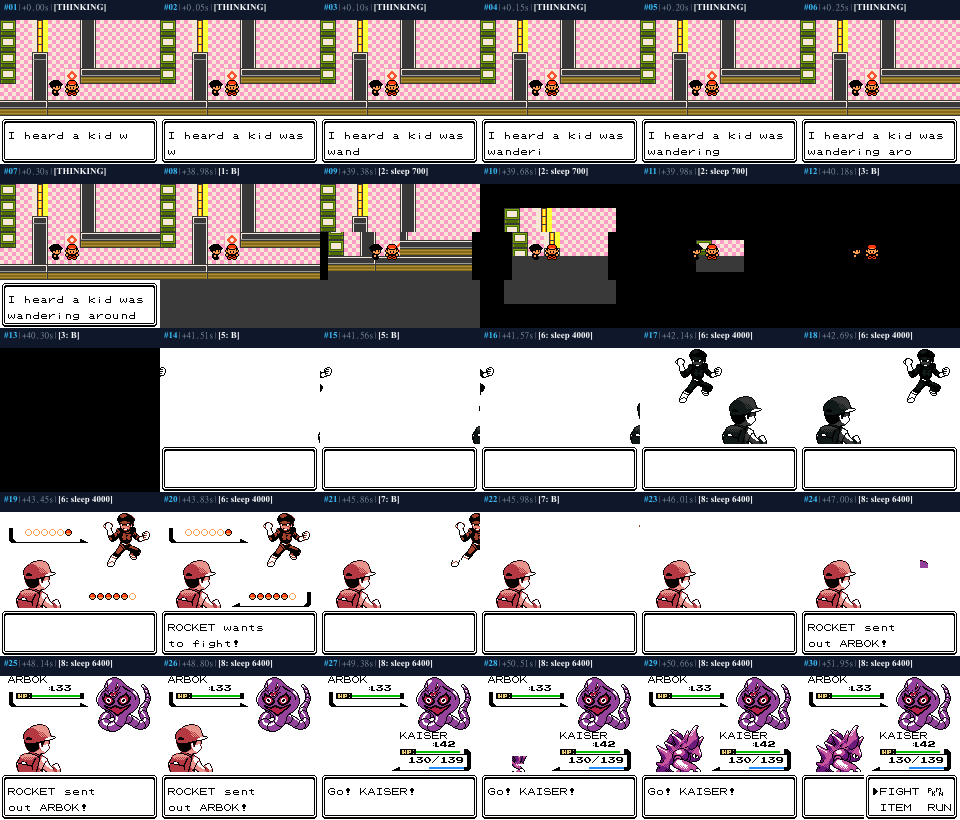 #01|+0.00s| [THINKING] #02|+0.05s| [THINKING] #03|+0.10s| [THINKING] #04|+0.15s| [THINKING] #05|+0.20s| [THINKING] #06|+0.25s| [THINKING]
I heard a kid w
I heard a kid was
w
I heard a kid was
wand
I heard a kid was
wanderi
I heard a kid was
wandering
I heard a kid was
wandering aro
#07|+0.30s| [THINKING] #08|+38.98s| [1: B] #09|+39.38s| [2: sleep 700] #10|+39.68s| [2: sleep 700] #11|+39.98s| [2: sleep 700] #12|+40.18s| [3: B]
I heard a kid was
wandering around
#13|+40.30s| [3: B] #14|+41.51s| [5: B] #15|+41.56s| [5: B] #16|+41.57s| [6: sleep 4000] #17|+42.14s| [6: sleep 4000] #18|+42.69s| [6: sleep 4000]
#19|+43.45s| [6: sleep 4000] #20|+43.83s| [6: sleep 4000] #21|+45.86s| [7: B] #22|+45.98s| [7: B] #23|+46.01s| [8: sleep 6400] #24|+47.00s| [8: sleep 6400]
ROCKET wants
to fight!
ROCKET sent
out ARBOK!
#25|+48.14s| [8: sleep 6400] #26|+48.80s| [8: sleep 6400] #27|+49.38s| [8: sleep 6400] #28|+50.51s| [8: sleep 6400] #29|+50.66s| [8: sleep 6400] #30|+51.95s| [8: sleep 6400]
ARBOK
:L33
HP:
ROCKET sent
out ARBOK!
ARBOK
:L33
HP:
ROCKET sent
out ARBOK!
ARBOK
:L33
HP:
KAISER
:L42
HP:
130/139
Go! KAISER!
ARBOK
:L33
HP:
KAISER
:L42
HP:
130/139
Go! KAISER!
ARBOK
:L33
HP:
KAISER
:L42
HP:
130/139
Go! KAISER!
ARBOK
:L33
HP:
KAISER
:L42
HP:
130/139
▶FIGHT PKMN
ITEM RUN